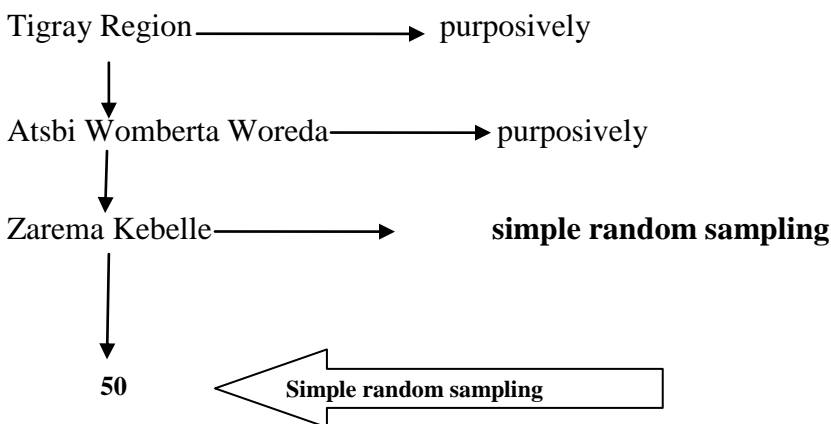 Tigray Region purposively
Atsbi Womberta Woreda purposively
Zarema Kebelle simple random sampling
50 Simple random sampling